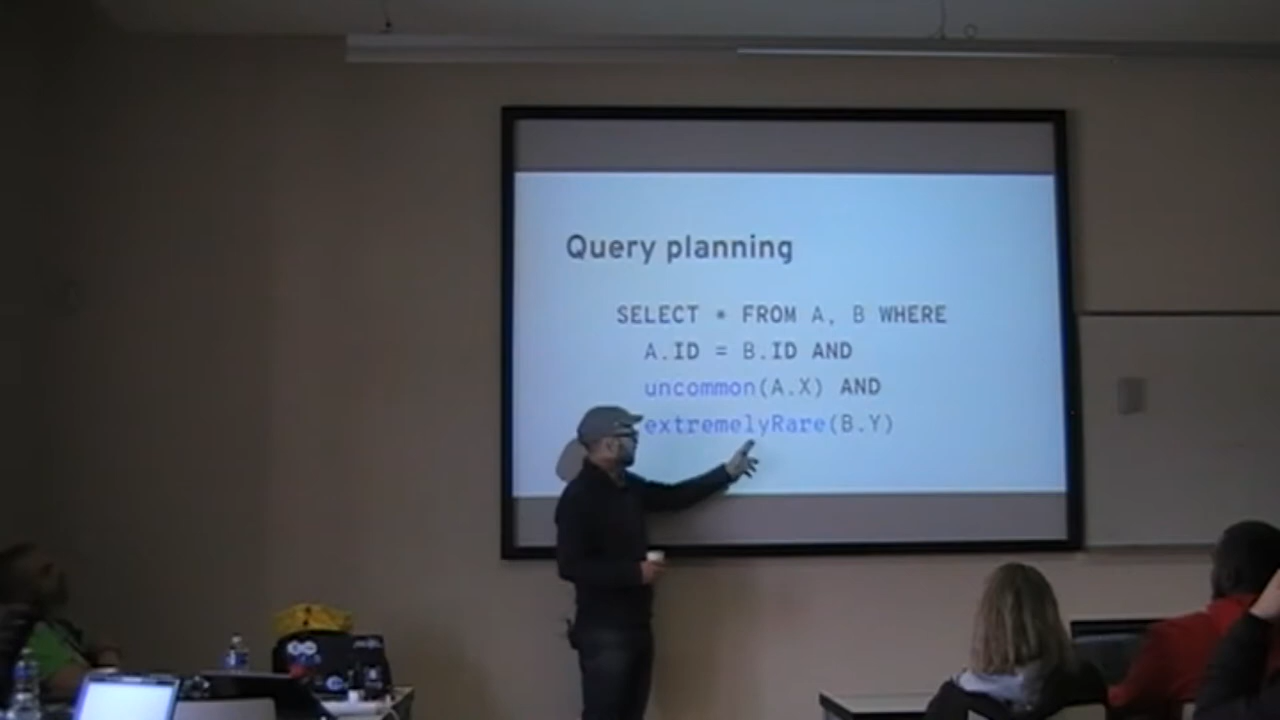 Query planning
SELECT * FROM A, B WHERE
A.ID = B.ID AND
uncommon(A.X) AND
extremelyRare(B.Y)